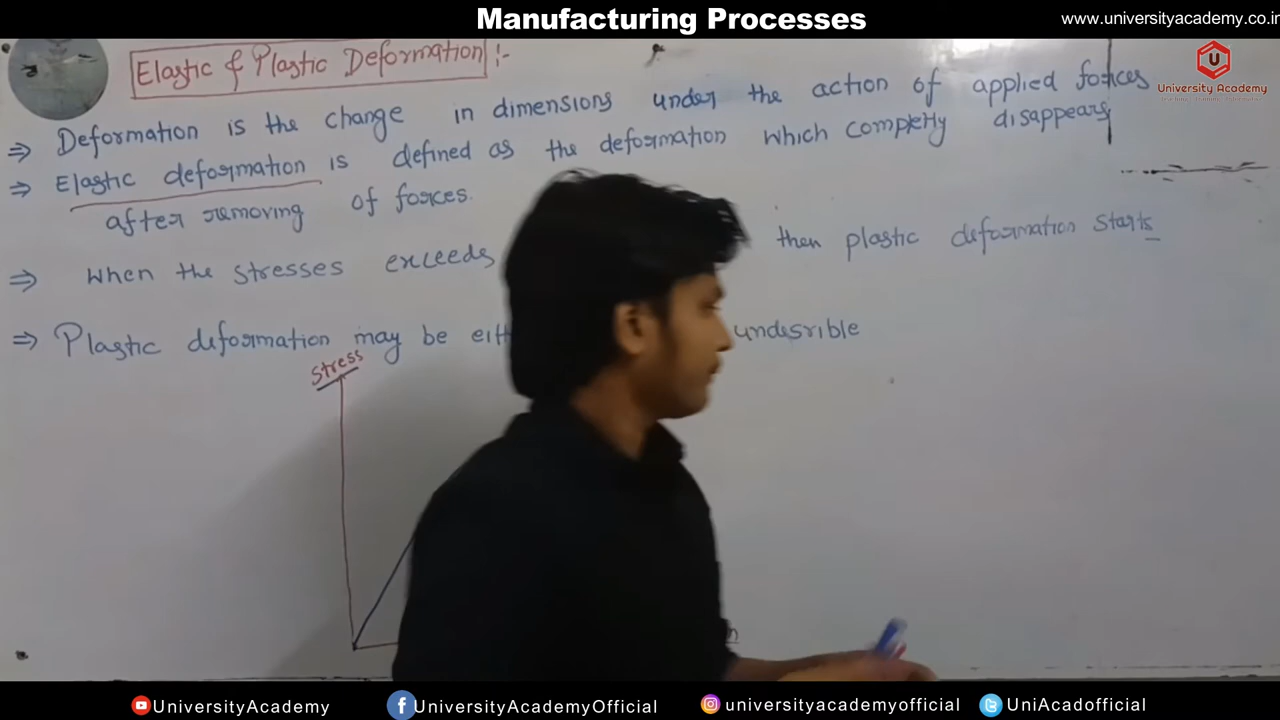 Manufacturing Processes
www.universityacademy.co.in
University Academy
Elastic & Plastic Deformation :-
⇒ Deformation is the change in dimensions under the action of applied forces
⇒ Elastic deformation is defined as the deformation which completly disappears
after removing of forces.
⇒ When the stresses exceeds then plastic deformation starts
⇒ Plastic deformation may be undesrible
Stress
UniversityAcademy
UniversityAcademyOfficial
universityacademyofficial
UniAcadofficial